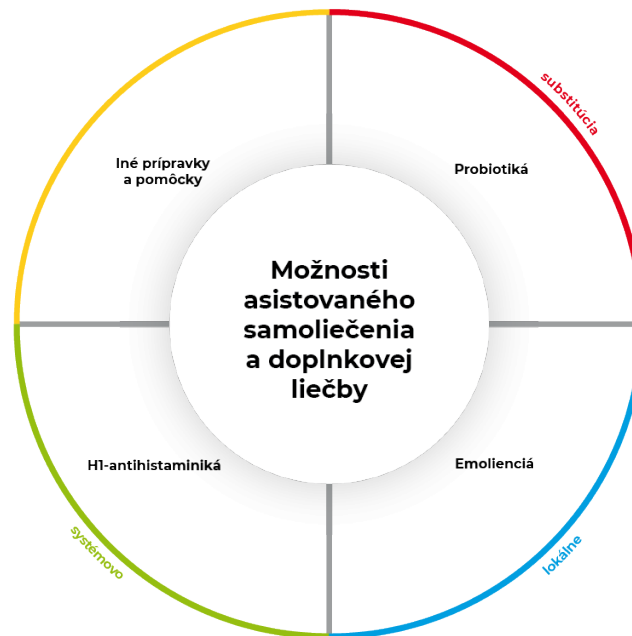 substitúcia
Iné prípravky
a pomôcky
Probiotiká
Možnosti
asistovaného
samoliečenia
a doplnkovej
liečby
H1-antihistaminiká
Emolienciá
systémovo
lokálne